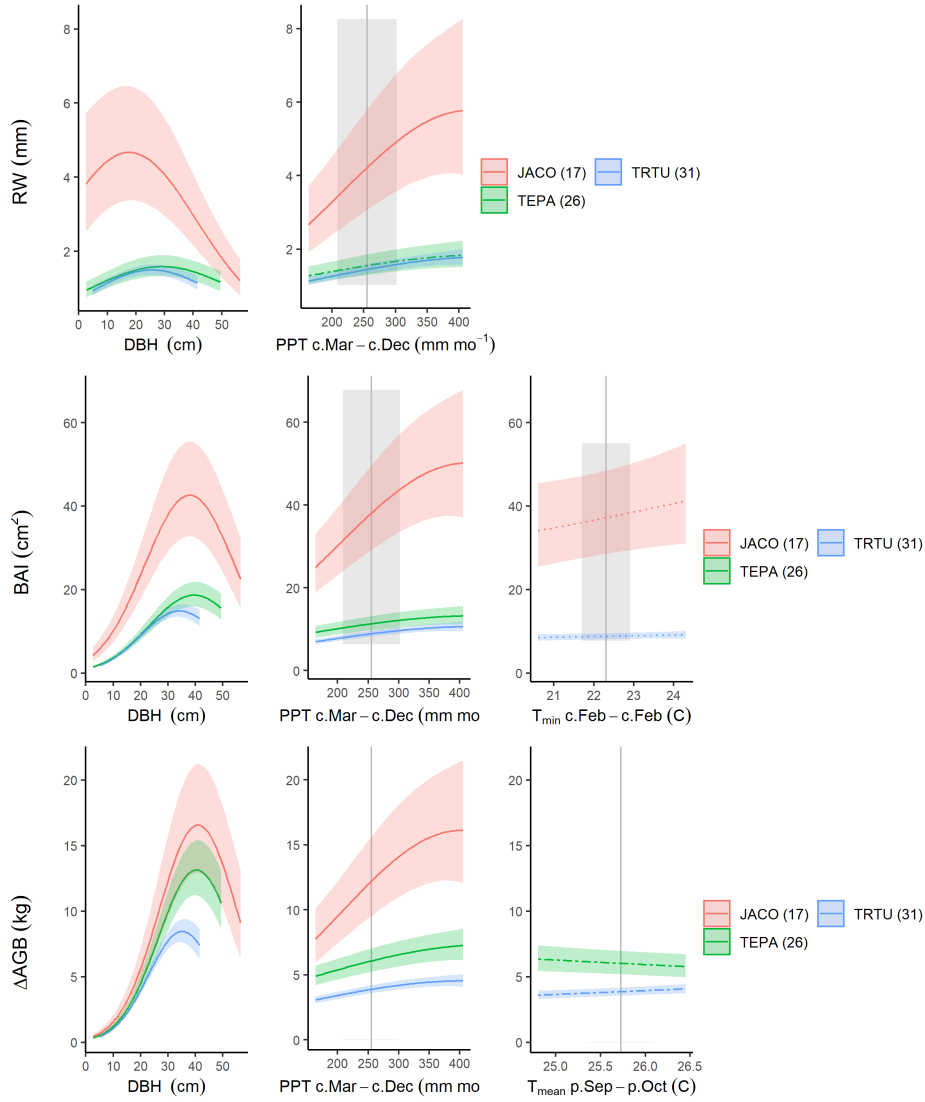 RW (mm)
8
6
4
2
0 10 20 30 40 50
DBH (cm)
8
6
4
2
200 250 300 350 400
PPT c.Mar – c.Dec (mm mo⁻¹)
JACO (17) TRTU (31)
TEPA (26)
BAI (cm²)
60
40
20
0
0 10 20 30 40 50
DBH (cm)
60
40
20
0
200 250 300 350 400
PPT c.Mar – c.Dec (mm mo
60
40
20
0
21 22 23 24
Tmin c.Feb – c.Feb (C)
JACO (17) TRTU (31)
TEPA (26)
ΔAGB (kg)
20
15
10
5
0
0 10 20 30 40 50
DBH (cm)
20
15
10
5
0
200 250 300 350 400
PPT c.Mar – c.Dec (mm mo
20
15
10
5
0
25.0 25.5 26.0 26.5
Tmean p.Sep – p.Oct (C)
JACO (17) TRTU (31)
TEPA (26)